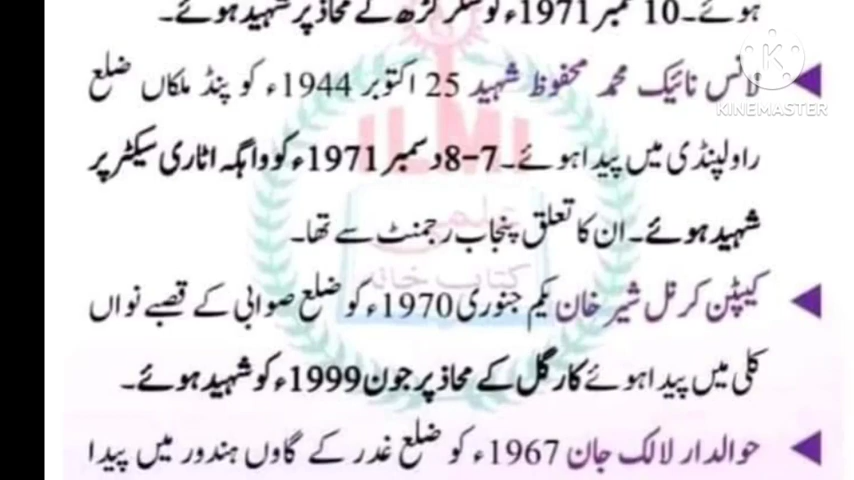 ہوئے۔ 10 دسمبر 1971ء کو شکر گڑھ کے محاذ پر شہید ہوئے۔
لانس نائیک محمد محفوظ شہید 25 اکتوبر 1944ء کو پنڈ ملکاں ضلع
KINEMASTER
راولپنڈی میں پیدا ہوئے۔ 7-8 دسمبر 1971ء کو واہگہ اٹاری سیکٹر پر
شہید ہوئے۔ ان کا تعلق پنجاب رجمنٹ سے تھا۔
کیپٹن کرنل شیر خان یکم جنوری 1970ء کو ضلع صوابی کے قصبے نواں
کلی میں پیدا ہوئے کارگل کے محاذ پر جون 1999ء کو شہید ہوئے۔
حوالدار لالک جان 1967ء کو ضلع غذر کے گاوں ہندور میں پیدا
ILMI
علمی
کتاب خانہ